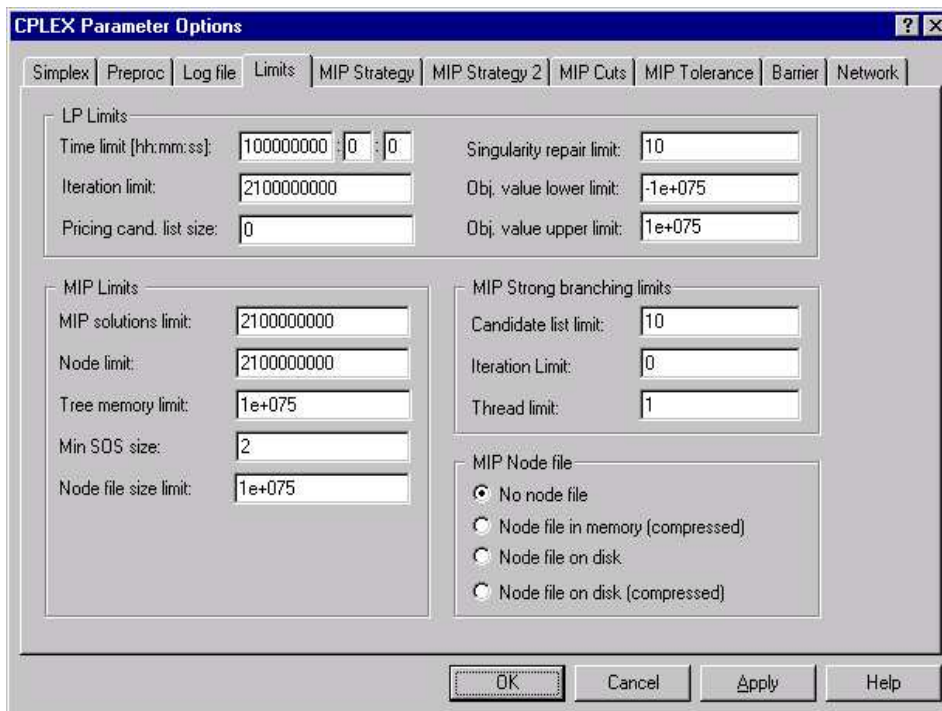 CPLEX Parameter Options
Simplex Preproc Log file Limits MIP Strategy MIP Strategy 2 MIP Cuts MIP Tolerance Barrier Network
LP Limits
Time limit [hh:mm:ss]: 100000000 : 0 : 0
Iteration limit: 2100000000
Pricing cand. list size: 0
Singularity repair limit: 10
Obj. value lower limit: -1e+075
Obj. value upper limit: 1e+075
MIP Limits
MIP solutions limit: 2100000000
Node limit: 2100000000
Tree memory limit: 1e+075
Min SOS size: 2
Node file size limit: 1e+075
MIP Strong branching limits
Candidate list limit: 10
Iteration Limit: 0
Thread limit: 1
MIP Node file
No node file
Node file in memory (compressed)
Node file on disk
Node file on disk (compressed)
OK Cancel Apply Help